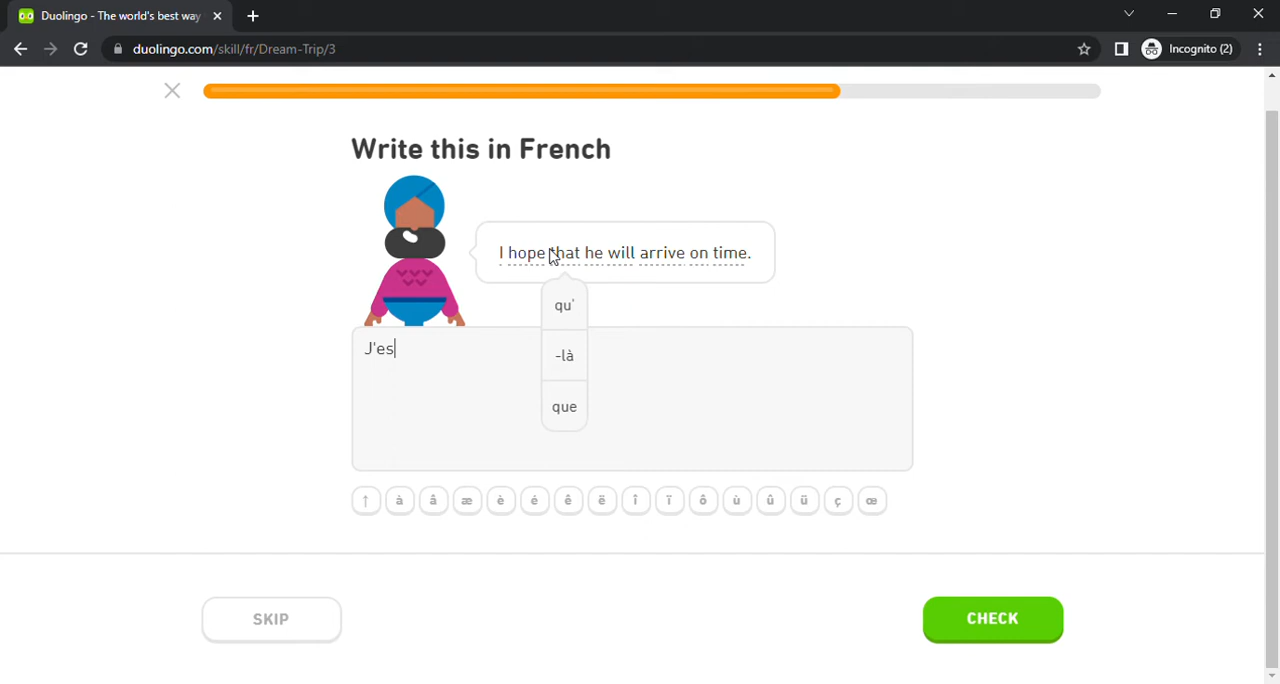 Duolingo - The world's best way
duolingo.com/skill/fr/Dream-Trip/3
Incognito (2)
Write this in French
I hope that he will arrive on time.
qu'
-là
que
J'es
↑ à â æ è é ê ë î ï ô ù û ü ç œ
SKIP
CHECK